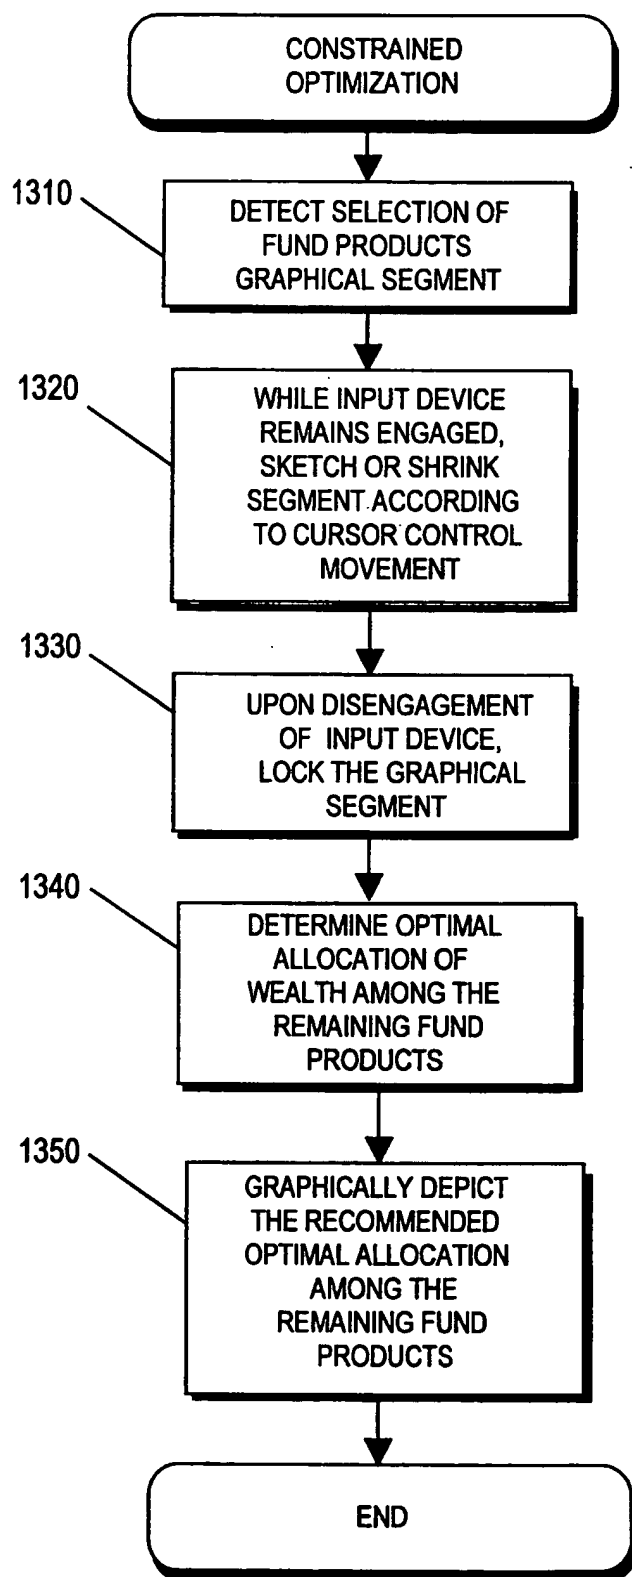 CONSTRAINED
OPTIMIZATION
1310
DETECT SELECTION OF
FUND PRODUCTS
GRAPHICAL SEGMENT
1320
WHILE INPUT DEVICE
REMAINS ENGAGED,
SKETCH OR SHRINK
SEGMENT ACCORDING
TO CURSOR CONTROL
MOVEMENT
1330
UPON DISENGAGEMENT
OF INPUT DEVICE,
LOCK THE GRAPHICAL
SEGMENT
1340
DETERMINE OPTIMAL
ALLOCATION OF
WEALTH AMONG THE
REMAINING FUND
PRODUCTS
1350
GRAPHICALLY DEPICT
THE RECOMMENDED
OPTIMAL ALLOCATION
AMONG THE
REMAINING FUND
PRODUCTS
END